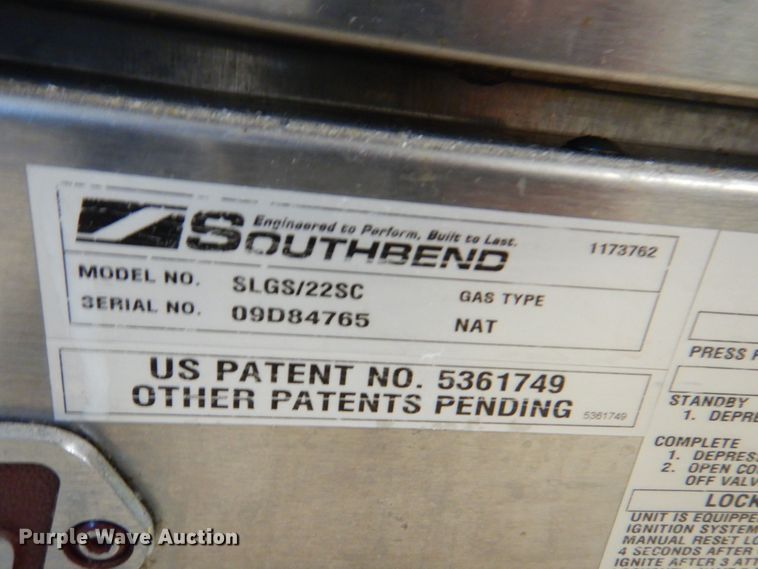 Engineered to Perform, Built to Last.
SOUTHBEND
1173762
MODEL NO. SLGS/22SC GAS TYPE
SERIAL NO. 09D84765 NAT
US PATENT NO. 5361749
OTHER PATENTS PENDING 5361749
PRESS
STANDBY
1. DEPRE
COMPLETE
1. DEPRESS
2. OPEN CO
OFF VALV
LOCK
UNIT IS EQUIPPE
IGNITION SYSTEM
MANUAL RESET LO
4 SECONDS AFTER
IGNITE AFTER 3 ATT
Purple Wave Auction